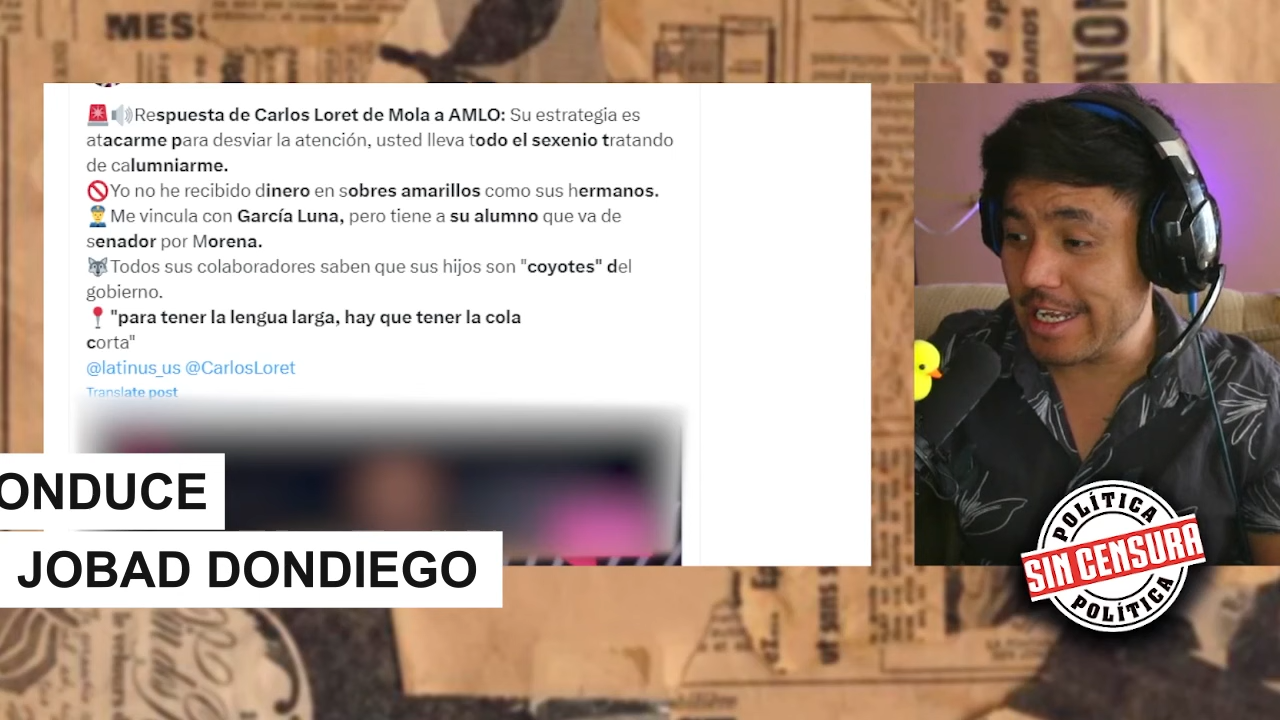 MES
NO
de Po
🚨🔊Respuesta de Carlos Loret de Mola a AMLO: Su estrategia es
atacarme para desviar la atención, usted lleva todo el sexenio tratando
de calumniarme.
🚫Yo no he recibido dinero en sobres amarillos como sus hermanos.
👮Me vincula con García Luna, pero tiene a su alumno que va de
senador por Morena.
🐺Todos sus colaboradores saben que sus hijos son "coyotes" del
gobierno.
📍"para tener la lengua larga, hay que tener la cola
corta"
@latinus_us @CarlosLoret
Translate post
ONDUCE
JOBAD DONDIEGO
POLÍTICA
SIN CENSURA
POLÍTICA